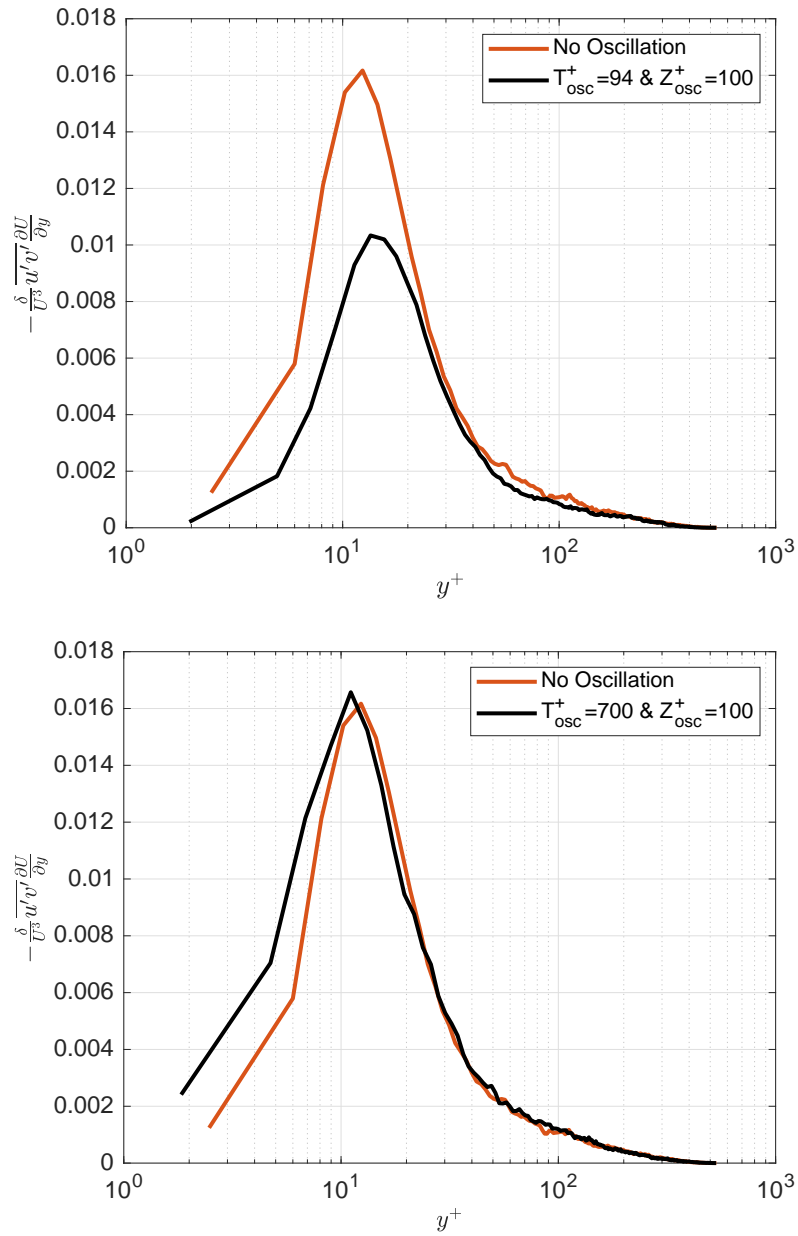 0.018
0.016
0.014
0.012
0.01
0.008
0.006
0.004
0.002
0
No Oscillation
T⁺osc=94 & Z⁺osc=100
−δ/U³ u′v′ ∂U/∂y
10⁰ 10¹ 10² 10³
y⁺
0.018
0.016
0.014
0.012
0.01
0.008
0.006
0.004
0.002
0
No Oscillation
T⁺osc=700 & Z⁺osc=100
−δ/U³ u′v′ ∂U/∂y
10⁰ 10¹ 10² 10³
y⁺